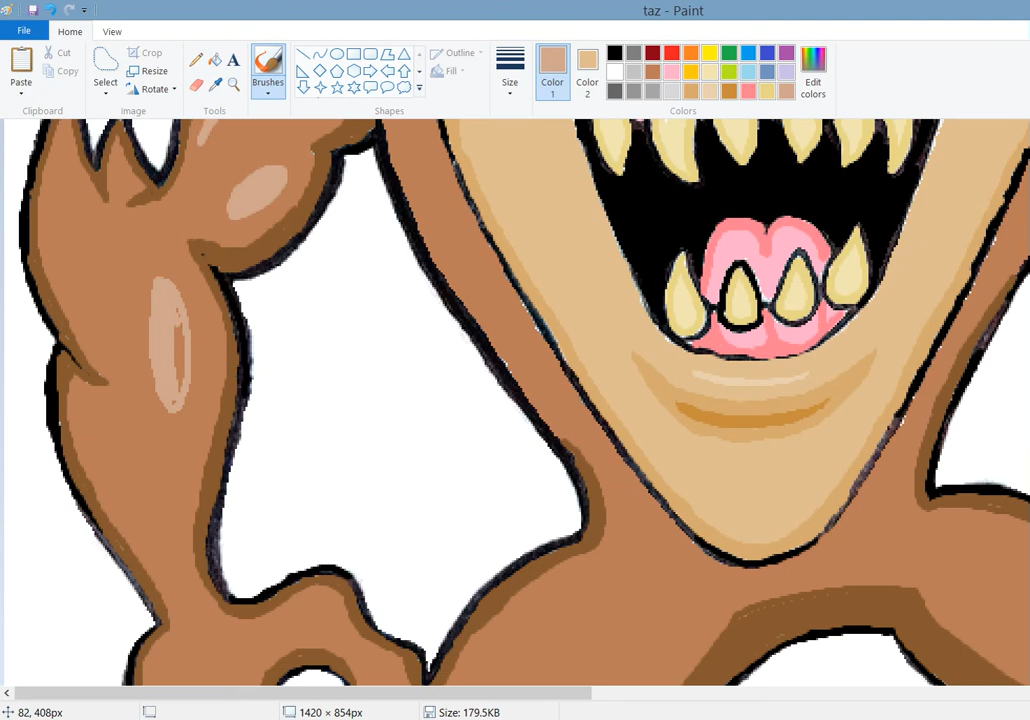 taz - Paint
File
Home
View
Paste
Cut
Copy
Clipboard
Select
Crop
Resize
Rotate
Image
A
Tools
Brushes
Outline
Fill
Shapes
Size
Color
1
Color
2
Edit
colors
Colors
82, 408px
1420 × 854px
Size: 179.5KB